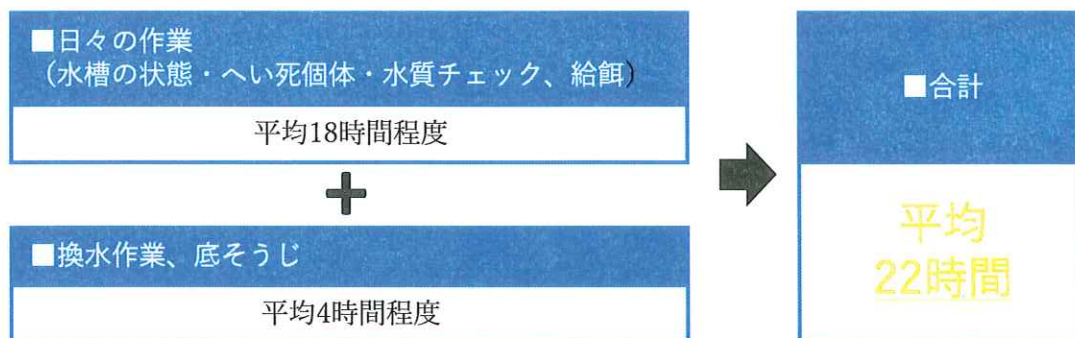 ■日々の作業
（水槽の状態・へい死個体・水質チェック、給餌）
平均18時間程度
■換水作業、底そうじ
平均4時間程度
■合計
平均
22時間